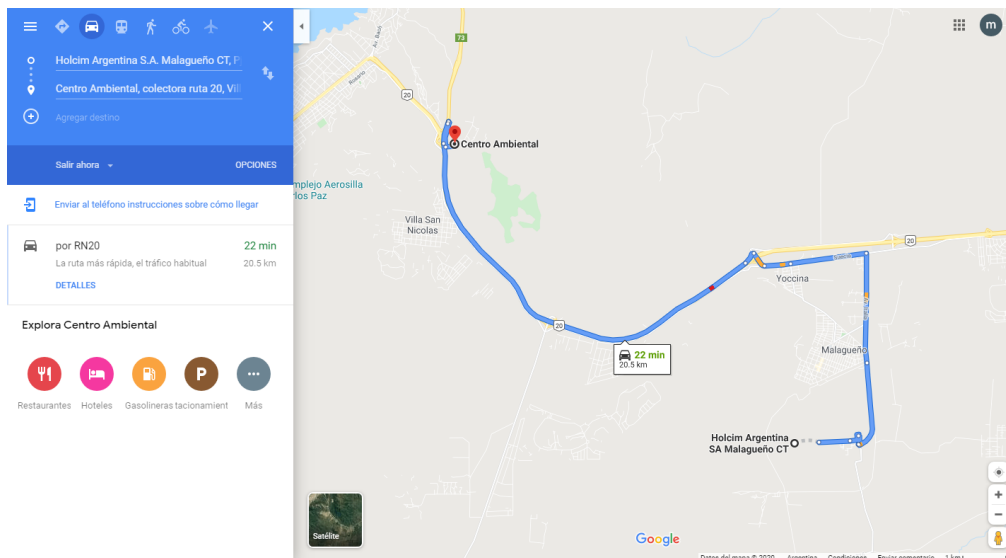 Holcim Argentina S.A. Malagueño CT, P
Centro Ambiental, colectora ruta 20, Vil
Agregar destino
Salir ahora
OPCIONES
Enviar al teléfono instrucciones sobre cómo llegar
por RN20
22 min
La ruta más rápida, el tráfico habitual
20.5 km
DETALLES
Explora Centro Ambiental
Restaurantes
Hoteles
Gasolineras
tacionamient
Más
m
73
20
Centro Ambiental
mplejo Aerosilla
los Paz
Villa San
Nicolas
20
Yoccina
20
22 min
20.5 km
Malagueño
Holcim Argentina
SA Malagueño CT
Satélite
Google
Datos del mapa © 2020
Argentina
Condiciones
Enviar comentario
1 km